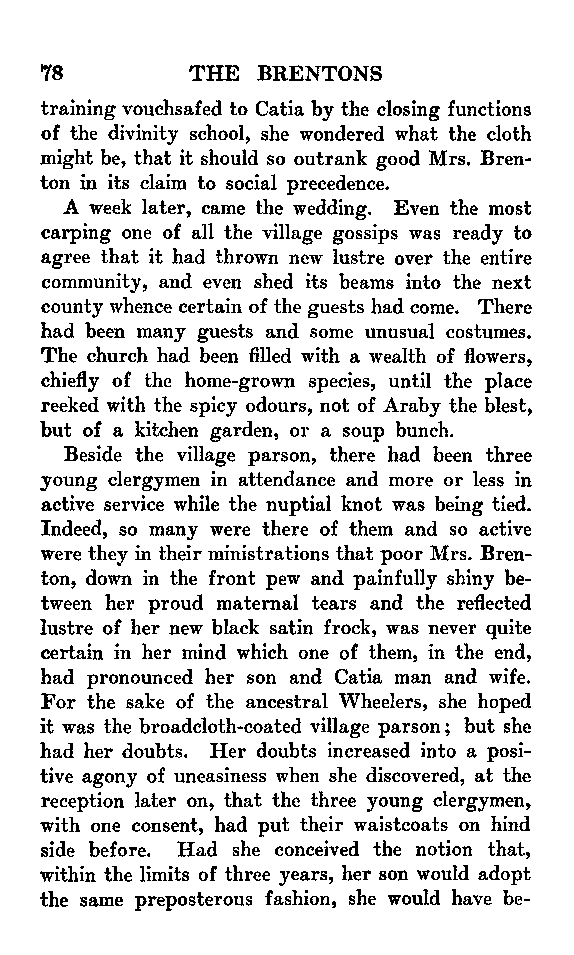 78 THE BRENTONS
training vouchsafed to Catia by the closing functions
of the divinity school, she wondered what the cloth
might be, that it should so outrank good Mrs. Bren-
ton in its claim to social precedence.
A week later, came the wedding. Even the most
carping one of all the village gossips was ready to
agree that it had thrown new lustre over the entire
community, and even shed its beams into the next
county whence certain of the guests had come. There
had been many guests and some unusual costumes.
The church had been filled with a wealth of flowers,
chiefly of the home-grown species, until the place
reeked with the spicy odours, not of Araby the blest,
but of a kitchen garden, or a soup bunch.
Beside the village parson, there had been three
young clergymen in attendance and more or less in
active service while the nuptial knot was being tied.
Indeed, so many were there of them and so active
were they in their ministrations that poor Mrs. Bren-
ton, down in the front pew and painfully shiny be-
tween her proud maternal tears and the reflected
lustre of her new black satin frock, was never quite
certain in her mind which one of them, in the end,
had pronounced her son and Catia man and wife.
For the sake of the ancestral Wheelers, she hoped
it was the broadcloth-coated village parson; but she
had her doubts. Her doubts increased into a posi-
tive agony of uneasiness when she discovered, at the
reception later on, that the three young clergymen,
with one consent, had put their waistcoats on hind
side before. Had she conceived the notion that,
within the limits of three years, her son would adopt
the same preposterous fashion, she would have be-